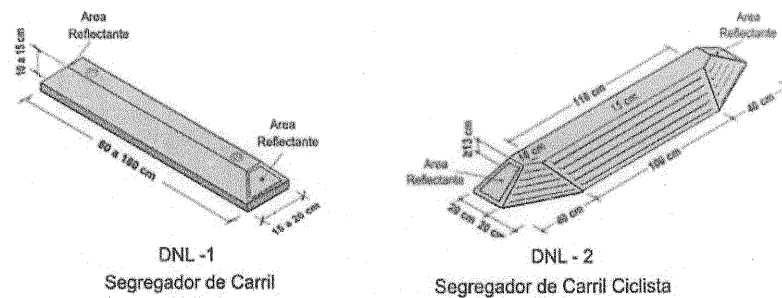 Area
Reflectante
10 a 15 cm
Area
Reflectante
60 a 180 cm
15 a 20 cm
DNL -1
Segregador de Carril
Area
Reflectante
118 cm
15 cm
40 cm
≥13 cm
Area
Reflectante
100 cm
20 cm
20 cm
40 cm
DNL - 2
Segregador de Carril Ciclista